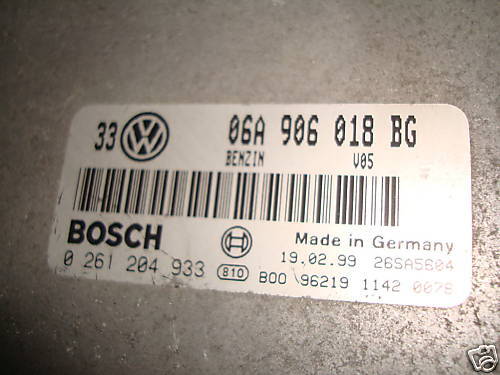 33 VW 06A 906 018 BG
BENZIN V05
BOSCH Made in Germany
0 261 204 933 19.02.99 26SA5604
810 B00 96219 1142 0078